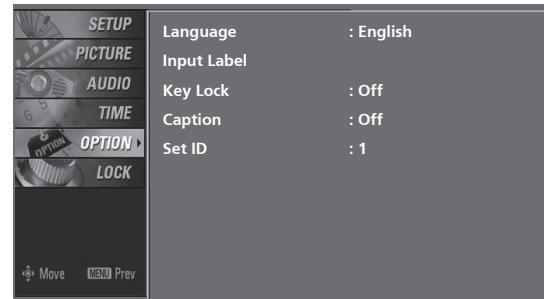 SETUP
PICTURE
AUDIO
TIME
OPTION
LOCK
Move MENU Prev
Language : English
Input Label
Key Lock : Off
Caption : Off
Set ID : 1